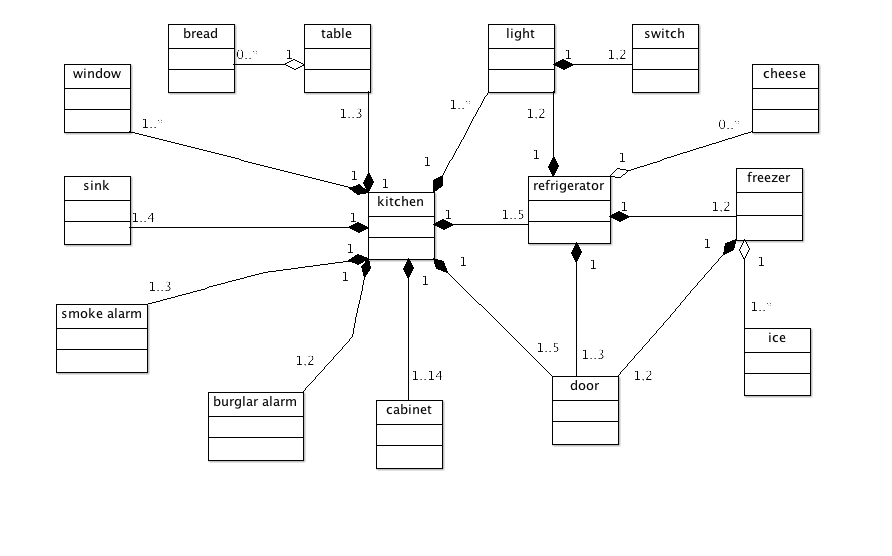 bread
table
light
switch
window
cheese
0..*
1
1
1,2
1..*
1..3
1..*
1,2
0..*
sink
refrigerator
freezer
1
1
1
1
1
kitchen
1..4
1
1
1..5
1
1,2
smoke alarm
1..3
1
1
1
1
1
1
1
1..*
burglar alarm
1,2
1..14
1..5
1..3
1,2
ice
cabinet
door